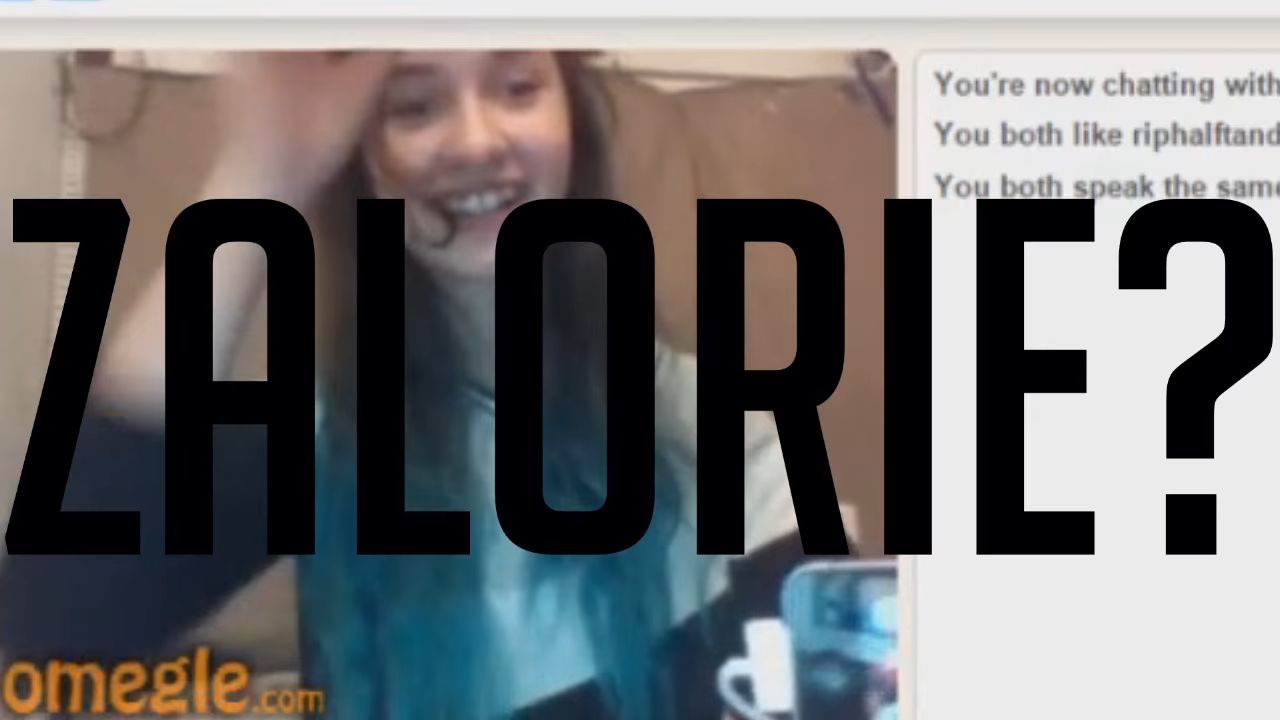 You're now chatting with
You both like riphalftand
You both speak the same
ZALORIE?
omegle.com